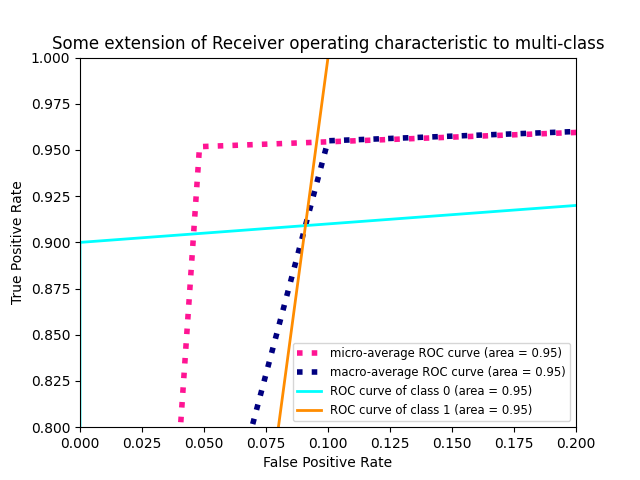 Some extension of Receiver operating characteristic to multi-class
1.000
0.975
0.950
0.925
0.900
0.875
0.850
0.825
0.800
True Positive Rate
micro-average ROC curve (area = 0.95)
macro-average ROC curve (area = 0.95)
ROC curve of class 0 (area = 0.95)
ROC curve of class 1 (area = 0.95)
0.000 0.025 0.050 0.075 0.100 0.125 0.150 0.175 0.200
False Positive Rate